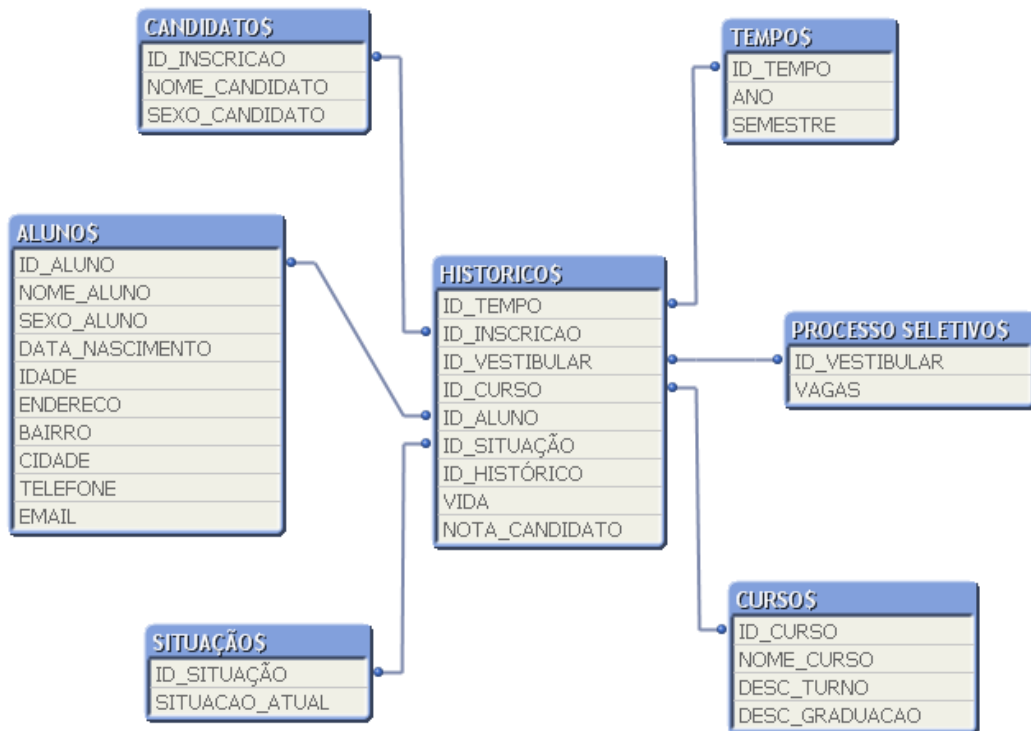 CANDIDATO$
ID_INSCRICAO
NOME_CANDIDATO
SEXO_CANDIDATO
TEMPO$
ID_TEMPO
ANO
SEMESTRE
ALUNO$
ID_ALUNO
NOME_ALUNO
SEXO_ALUNO
DATA_NASCIMENTO
IDADE
ENDERECO
BAIRRO
CIDADE
TELEFONE
EMAIL
HISTORICO$
ID_TEMPO
ID_INSCRICAO
ID_VESTIBULAR
ID_CURSO
ID_ALUNO
ID_SITUAÇÃO
ID_HISTÓRICO
VIDA
NOTA_CANDIDATO
PROCESSO SELETIVO$
ID_VESTIBULAR
VAGAS
SITUAÇÃO$
ID_SITUAÇÃO
SITUACAO_ATUAL
CURSO$
ID_CURSO
NOME_CURSO
DESC_TURNO
DESC_GRADUACAO